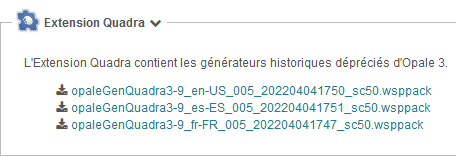 Extension Quadra
L'Extension Quadra contient les générateurs historiques dépréciés d'Opale 3.
opaleGenQuadra3-9_en-US_005_202204041750_sc50.wsppack
opaleGenQuadra3-9_es-ES_005_202204041751_sc50.wsppack
opaleGenQuadra3-9_fr-FR_005_202204041747_sc50.wsppack